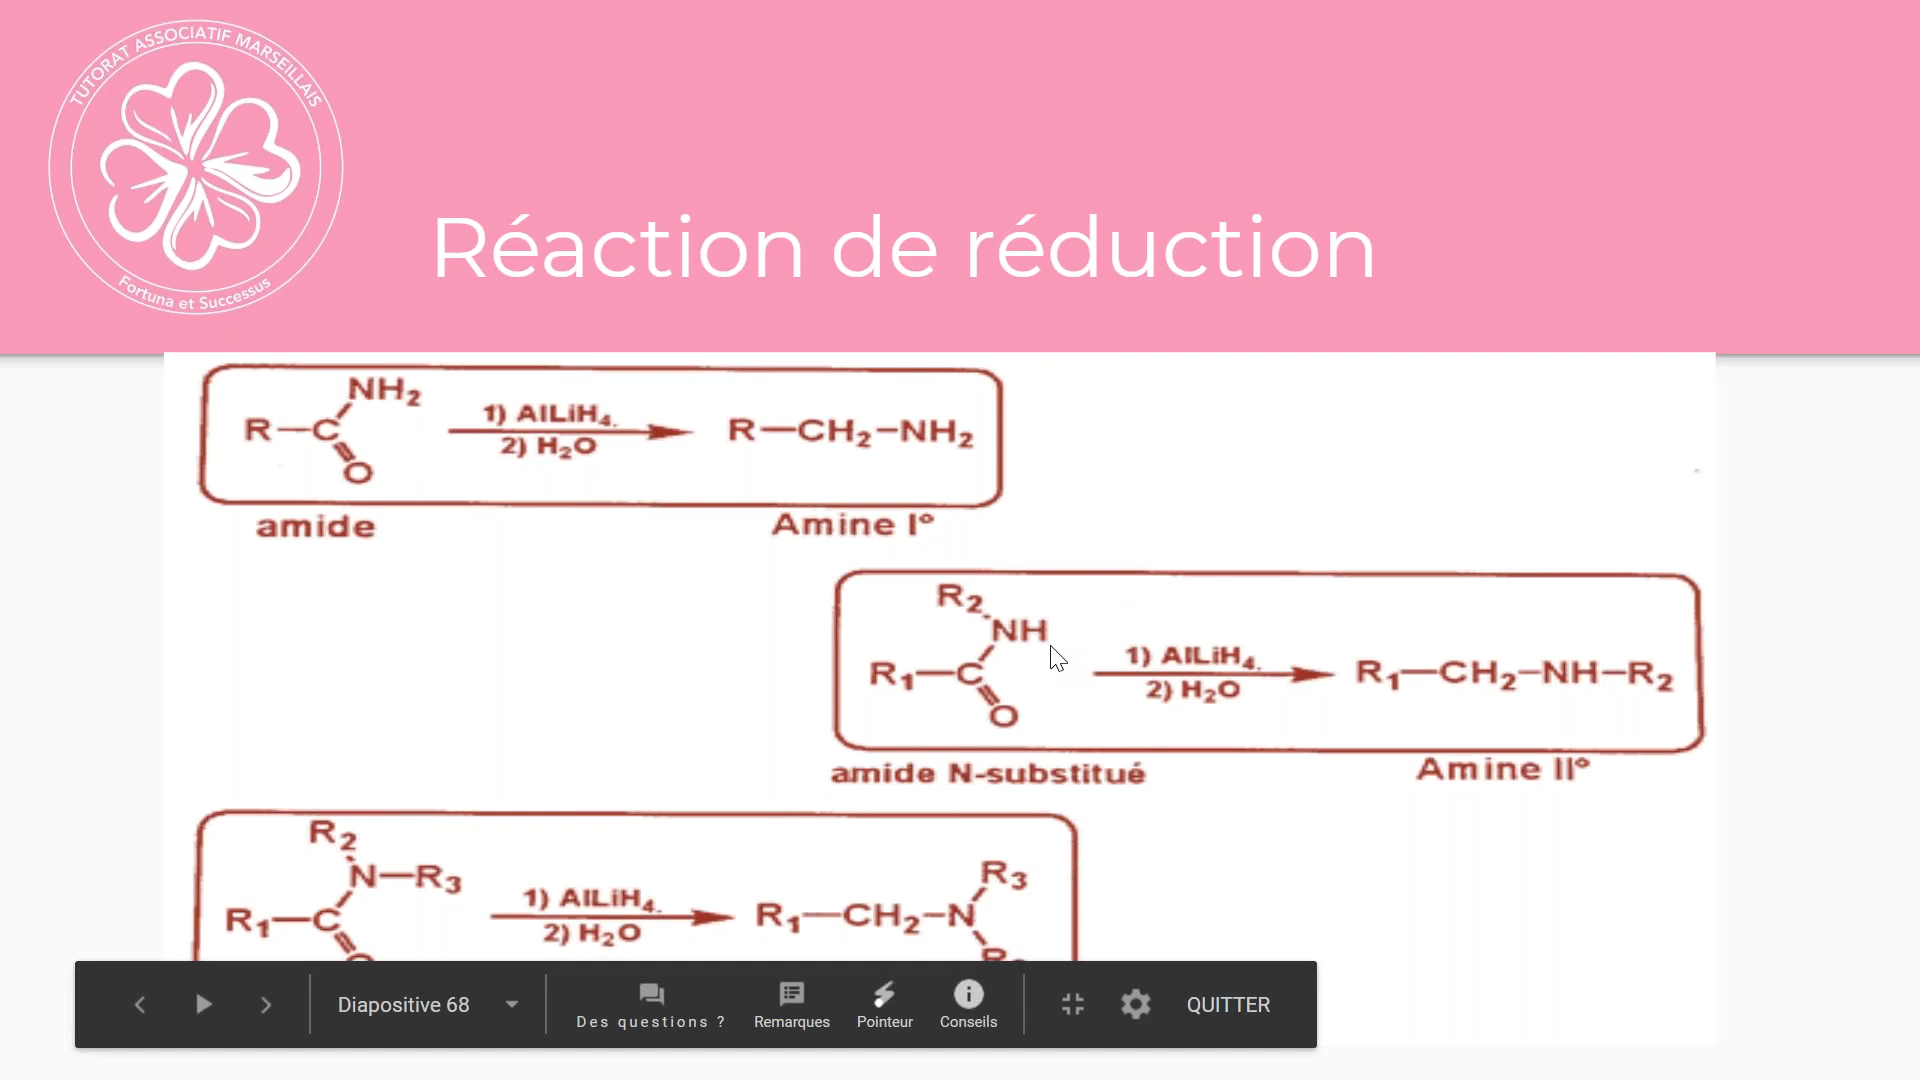 TUTORAT ASSOCIATIF MARSEILLAIS
Fortuna et Successus
Réaction de réduction
NH2
R—C
O
1) AlLiH4.
2) H2O
R—CH2—NH2
amide
Amine I°
R2
NH
R1—C
O
1) AlLiH4.
2) H2O
R1—CH2—NH—R2
amide N-substitué
Amine II°
R2
N—R3
R1—C
1) AlLiH4.
2) H2O
R3
R1—CH2—N
Diapositive 68
Des questions ?
Remarques
Pointeur
Conseils
QUITTER